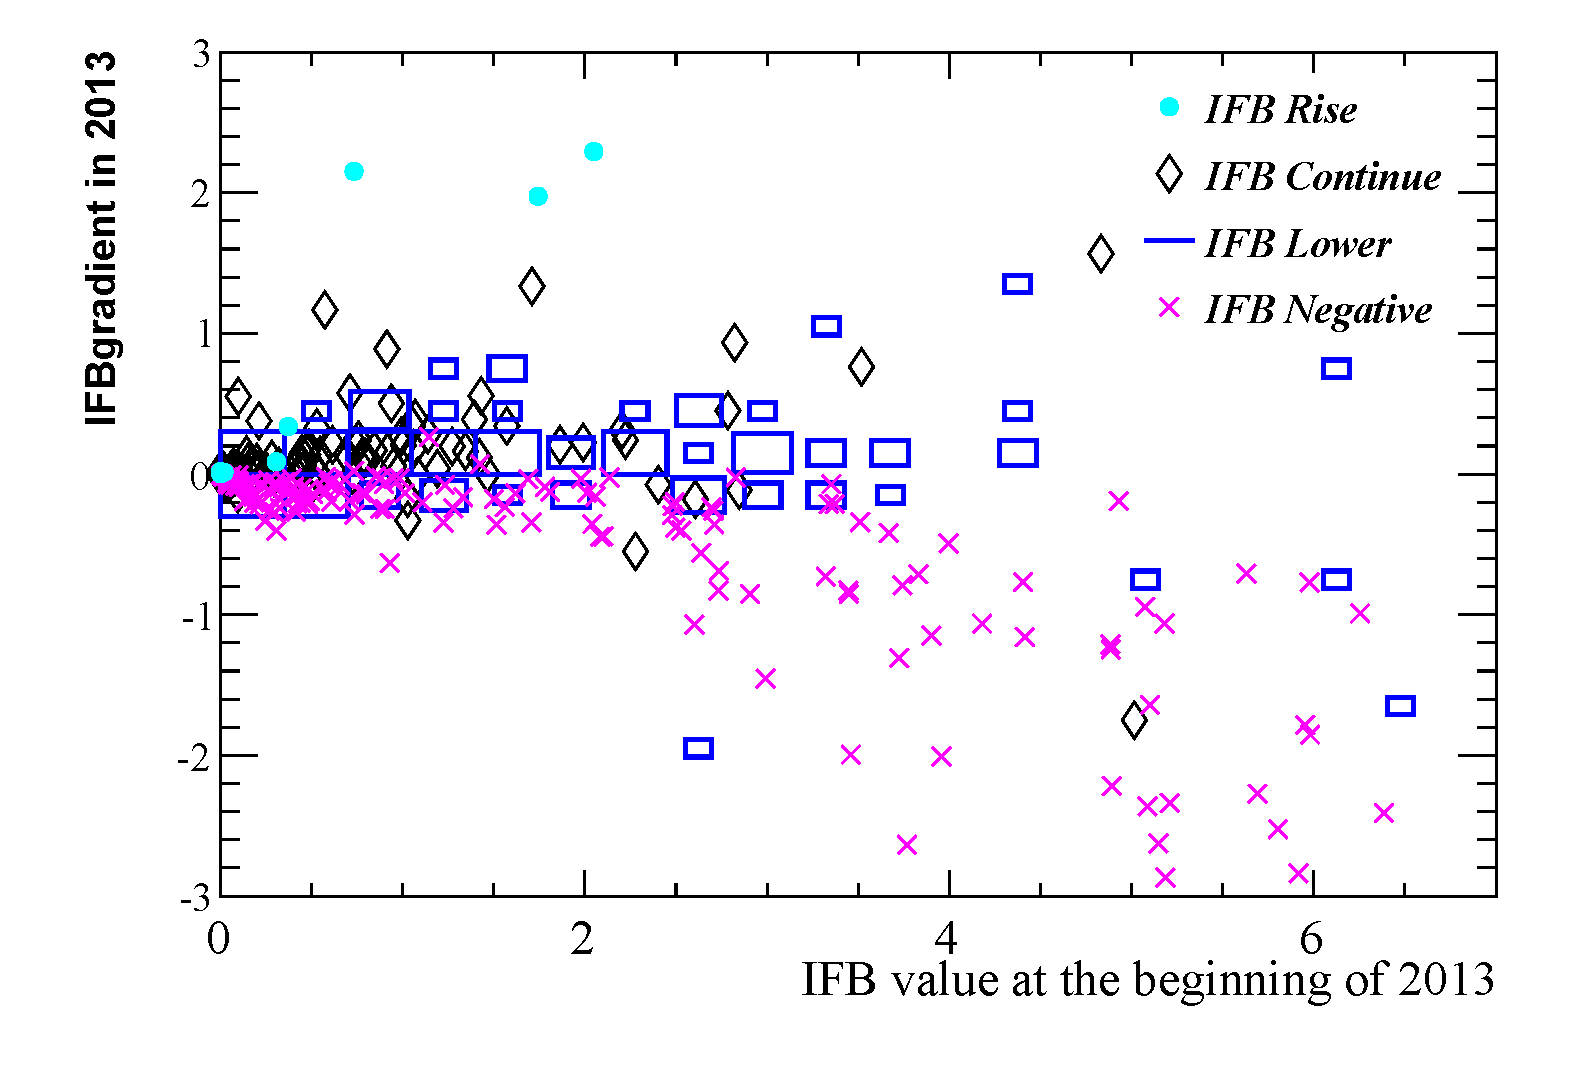 IFBgradient in 2013
3
2
1
0
-1
-2
-3
IFB Rise
IFB Continue
IFB Lower
IFB Negative
0 2 4 6
IFB value at the beginning of 2013